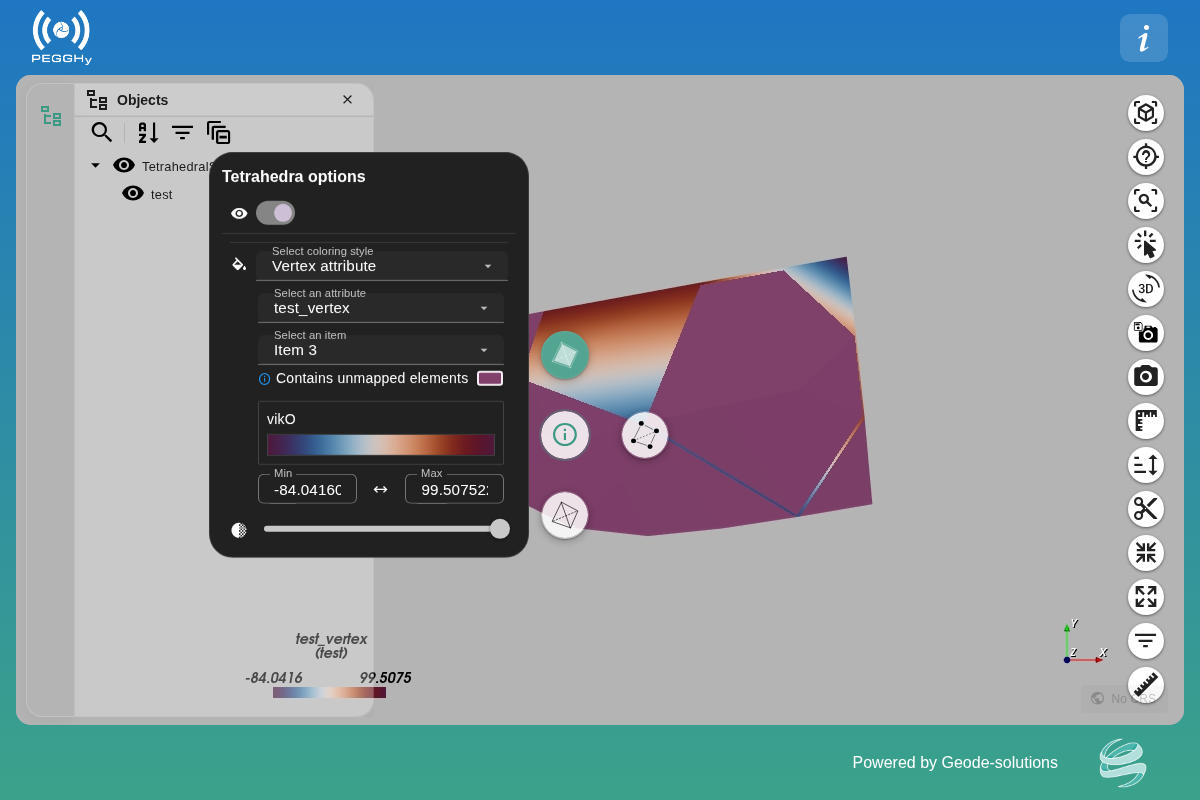 PEGGHy
i
Objects
A
Z
Tetrahedral
test
Tetrahedra options
Select coloring style
Vertex attribute
Select an attribute
test_vertex
Select an item
Item 3
Contains unmapped elements
vikO
Min
Max
-84.0416
99.50752
3D
test_vertex
(test)
-84.0416
99.5075
Y
Z
X
No CRS
Powered by Geode-solutions